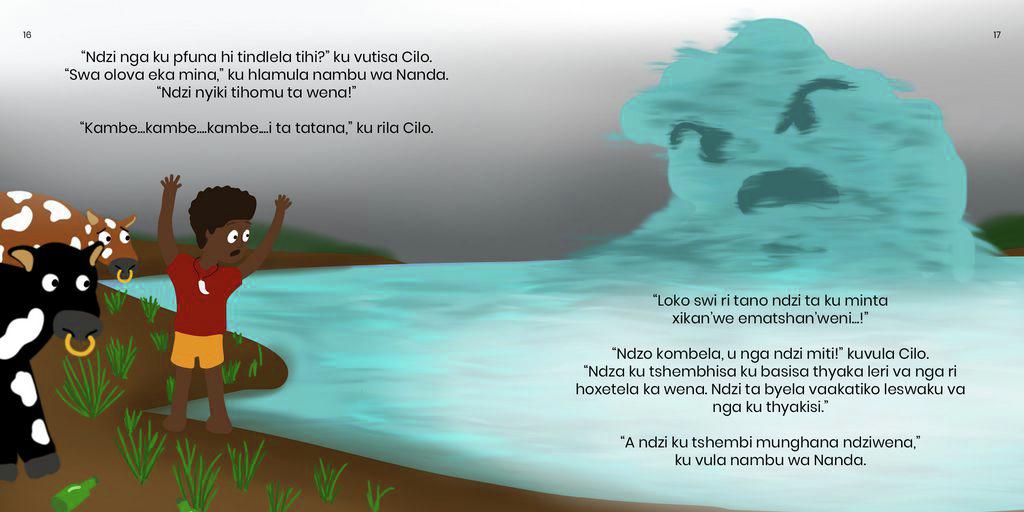 16
“Ndzi nga ku pfuna hi tindlela tihi?” ku vutisa Cilo.
“Swa olova eka mina,” ku hlamula nambu wa Nanda.
“Ndzi nyiki tihomu ta wena!”
“Kambe...kambe....kambe....i ta tatana,” ku rila Cilo.
17
“Loko swi ri tano ndzi ta ku minta
xikan’we ematshan’weni...!”
“Ndzo kombela, u nga ndzi miti!” kuvula Cilo.
“Ndza ku tshembhisa ku basisa thyaka leri va nga ri
hoxetela ka wena. Ndzi ta byela vaakatiko leswaku va
nga ku thyakisi.”
“A ndzi ku tshembi munghana ndziwena,”
ku vula nambu wa Nanda.